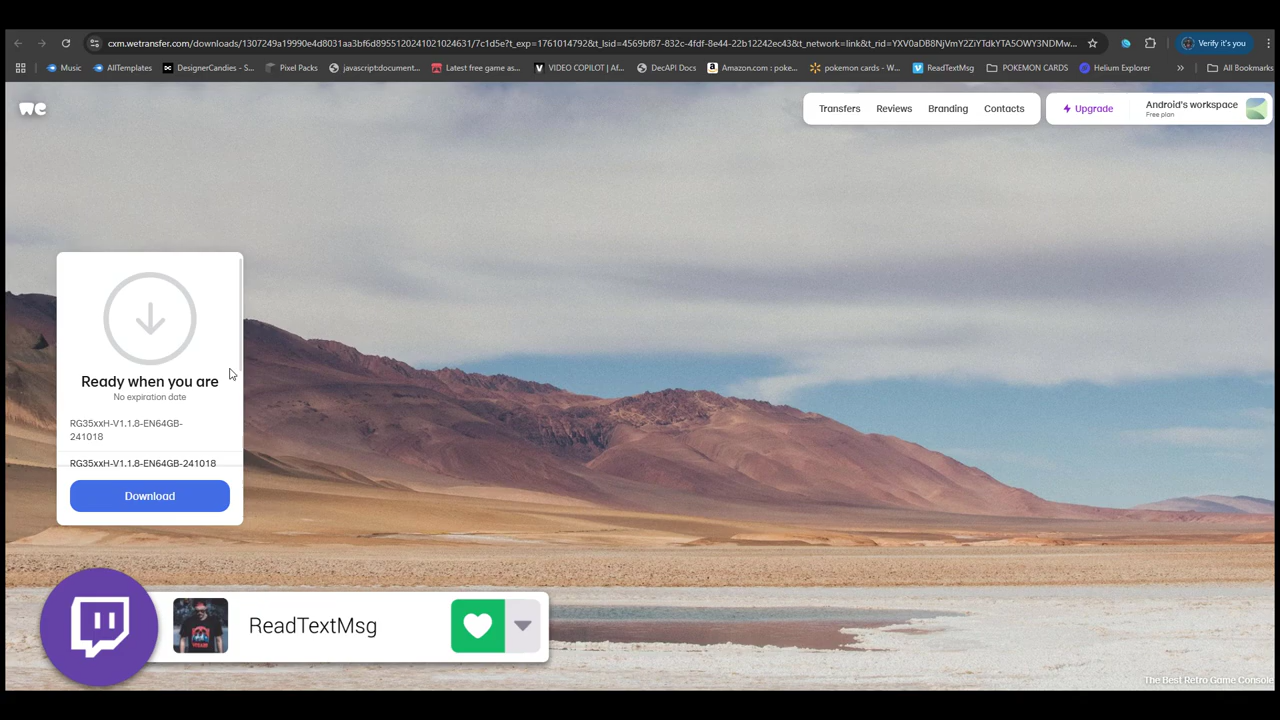 cxm.wetransfer.com/downloads/1307249a19990e4d8031aa3bf6d8955120241021024631/7c1d5e?t_exp=1761014792&t_lsid=4569bf87-832c-4fdf-8e44-22b12242ec43&t_network=link&t_rid=YXV0aDB8NjVmY2ZiYTdkYTA5OWY3NDMw...
Verify it's you
Music
AllTemplates
DesignerCandies - S...
Pixel Packs
javascript:document...
Latest free game as...
VIDEO COPILOT | Af...
DecAPI Docs
Amazon.com : poke...
pokemon cards - W...
ReadTextMsg
POKEMON CARDS
Helium Explorer
»
All Bookmarks
we
Transfers
Reviews
Branding
Contacts
Upgrade
Android's workspace
Free plan
Ready when you are
No expiration date
RG35xxH-V1.1.8-EN64GB-
241018
RG35xxH-V1.1.8-EN64GB-241018
Download
ReadTextMsg
The Best Retro Game Console